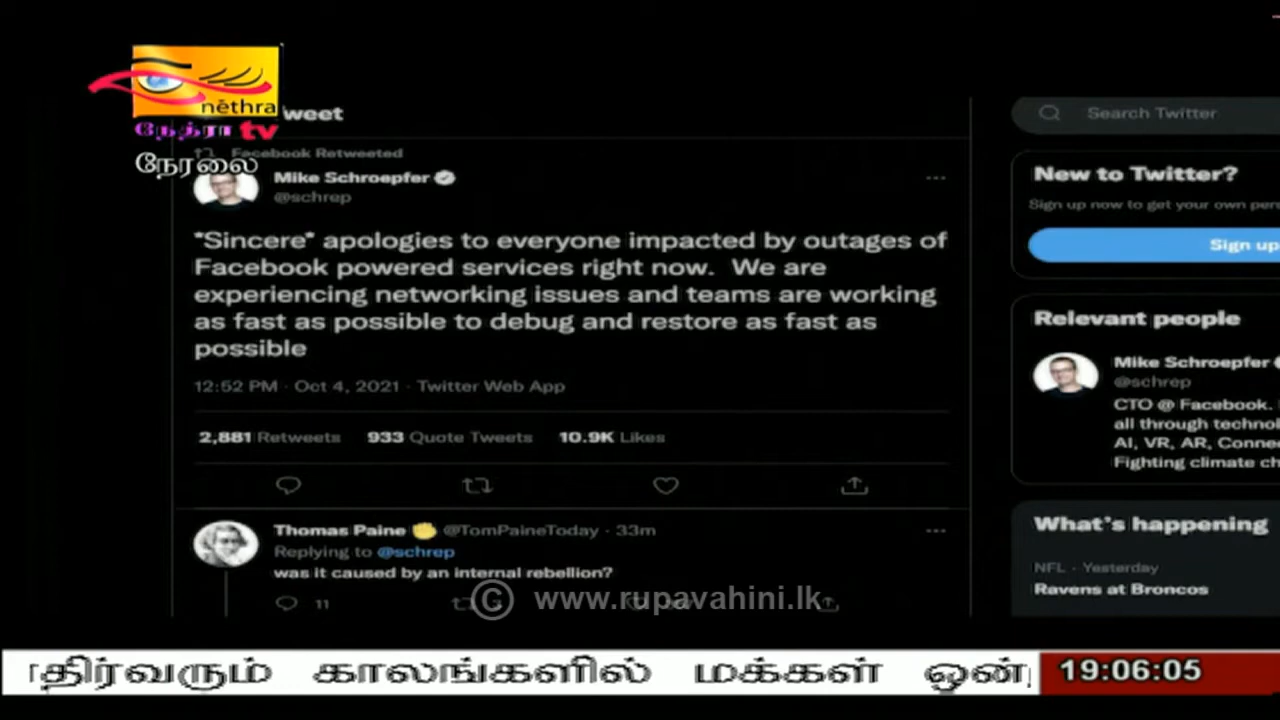 nēthra
நேத்ரா tv
நேரலை
weet
Search Twitter
Facebook Retweeted
Mike Schroepfer
@schrep
*Sincere* apologies to everyone impacted by outages of
Facebook powered services right now. We are
experiencing networking issues and teams are working
as fast as possible to debug and restore as fast as
possible
12:52 PM · Oct 4, 2021 · Twitter Web App
2,881 Retweets 933 Quote Tweets 10.9K Likes
Thomas Paine @TomPaineToday · 33m
Replying to @schrep
was it caused by an internal rebellion?
11
© www.rupavahini.lk
New to Twitter?
Sign up now to get your own
Sign up
Relevant people
Mike Schroepfer
@schrep
CTO @ Facebook.
all through
AI, VR, AR,
Fighting climate
What's happening
NFL · Yesterday
Ravens at Broncos
காலங்களில் மக்கள்
19:06:05